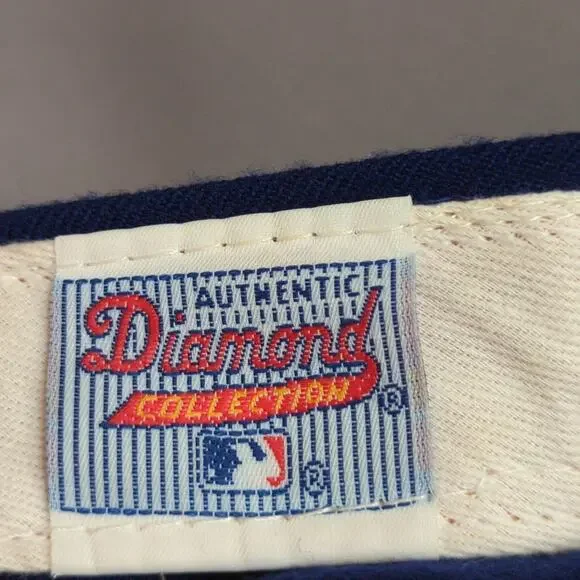 AUTHENTIC
Diamond
COLLECTION ®
®